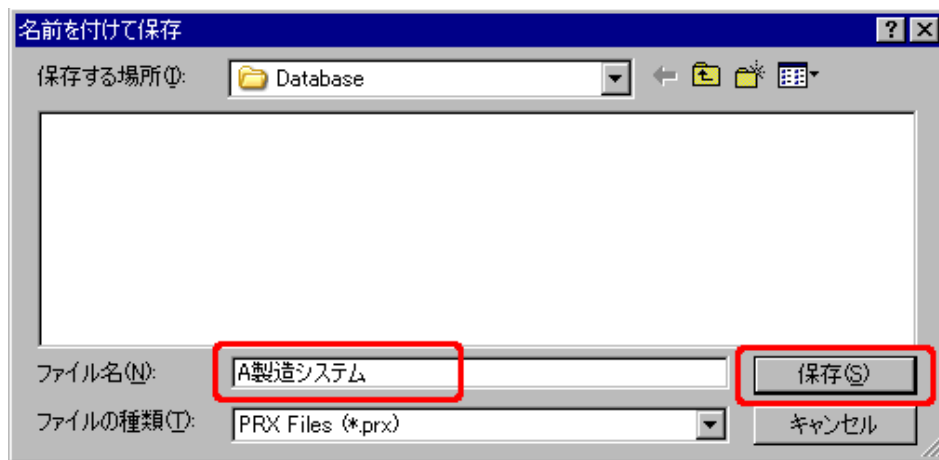 名前を付けて保存
保存する場所(I): Database
ファイル名(N): A製造システム 保存(S)
ファイルの種類(T): PRX Files (*.prx) キャンセル